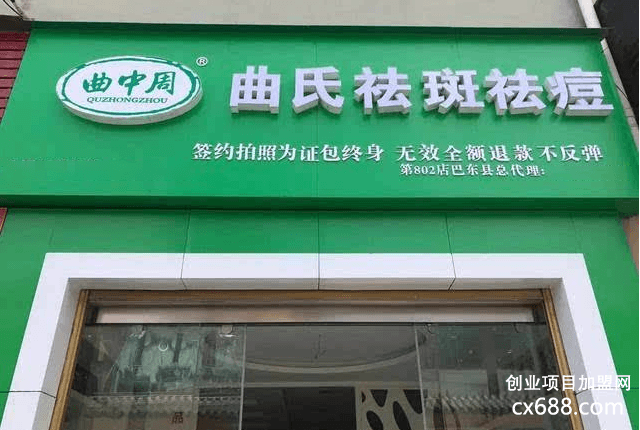 曲中周®
QUZHONGZHOU
曲氏祛斑祛痘
签约拍照为证包终身 无效全额退款不反弹
第802店巴东县总代理:
品
创业项目加盟网
cx688.com